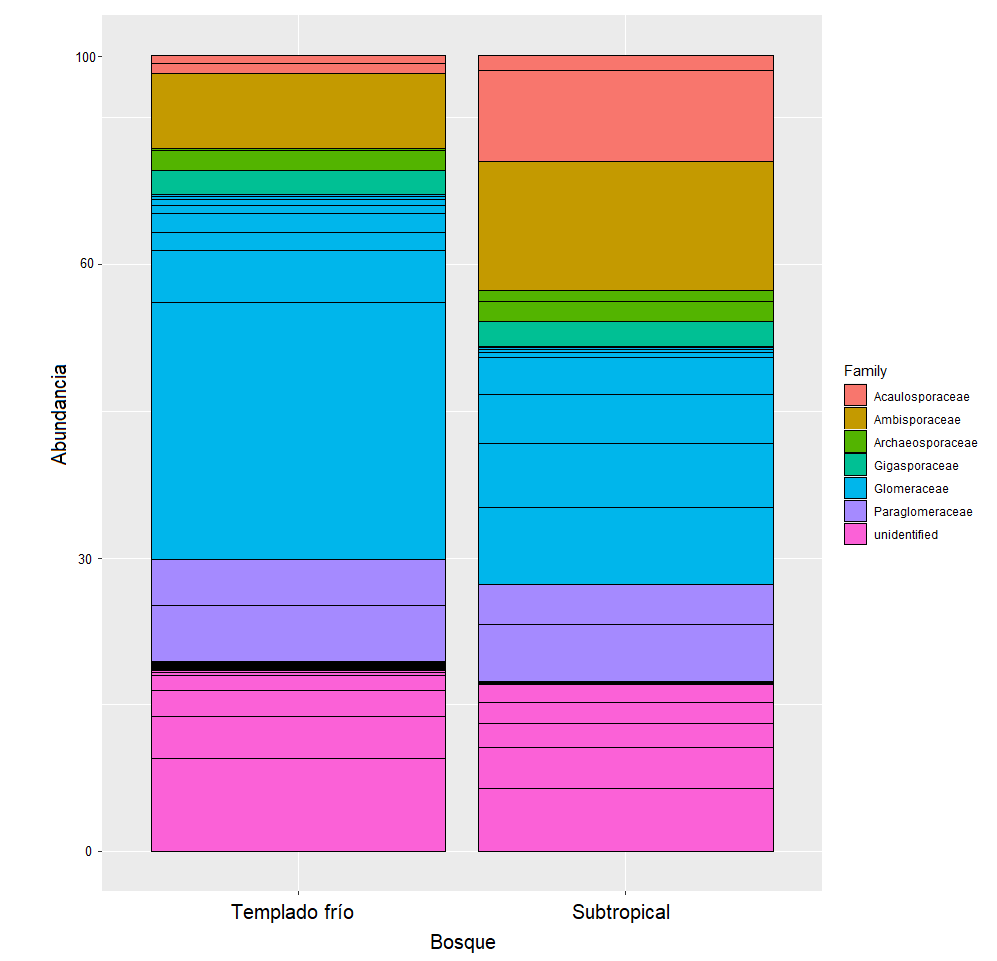 100
60
30
0
Abundancia
Templado frío
Subtropical
Bosque
Family
Acaulosporaceae
Ambisporaceae
Archaeosporaceae
Gigasporaceae
Glomeraceae
Paraglomeraceae
unidentified